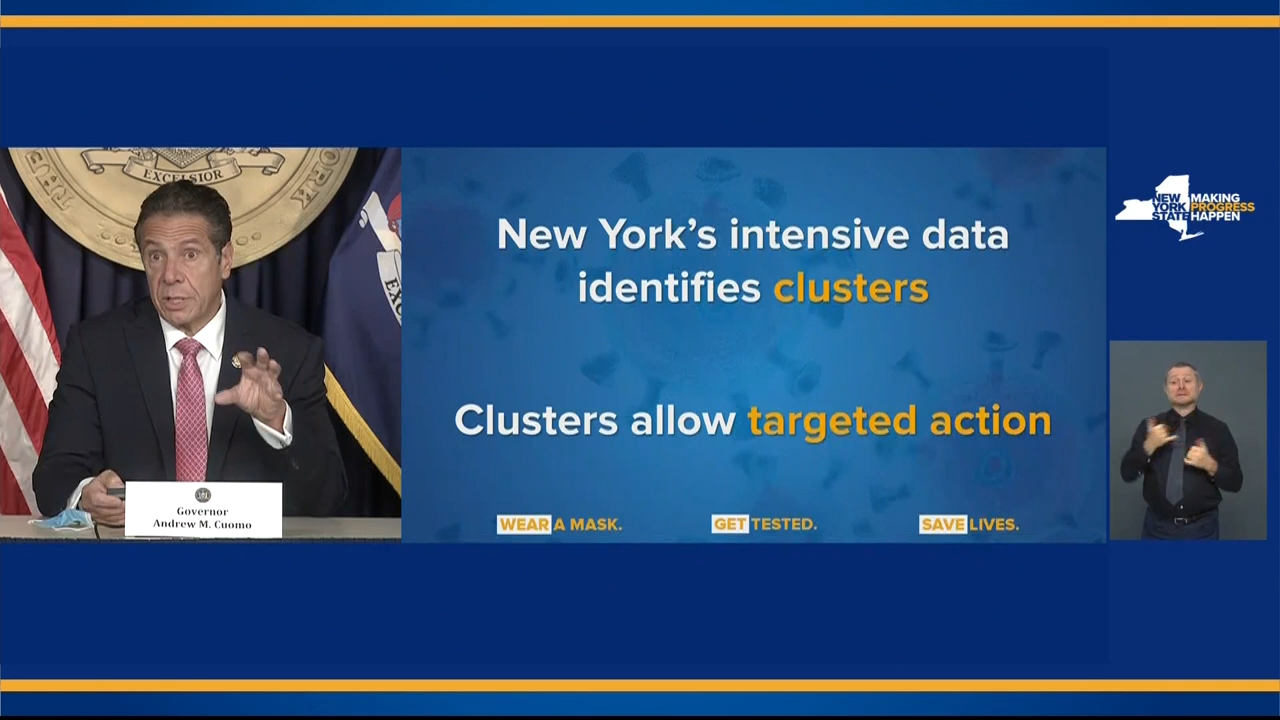 EXCELSIOR
New York's intensive data
identifies clusters
Clusters allow targeted action
WEAR A MASK.
GET TESTED.
SAVE LIVES.
Governor
Andrew M. Cuomo
NEW
YORK
STATE
MAKING
PROGRESS
HAPPEN